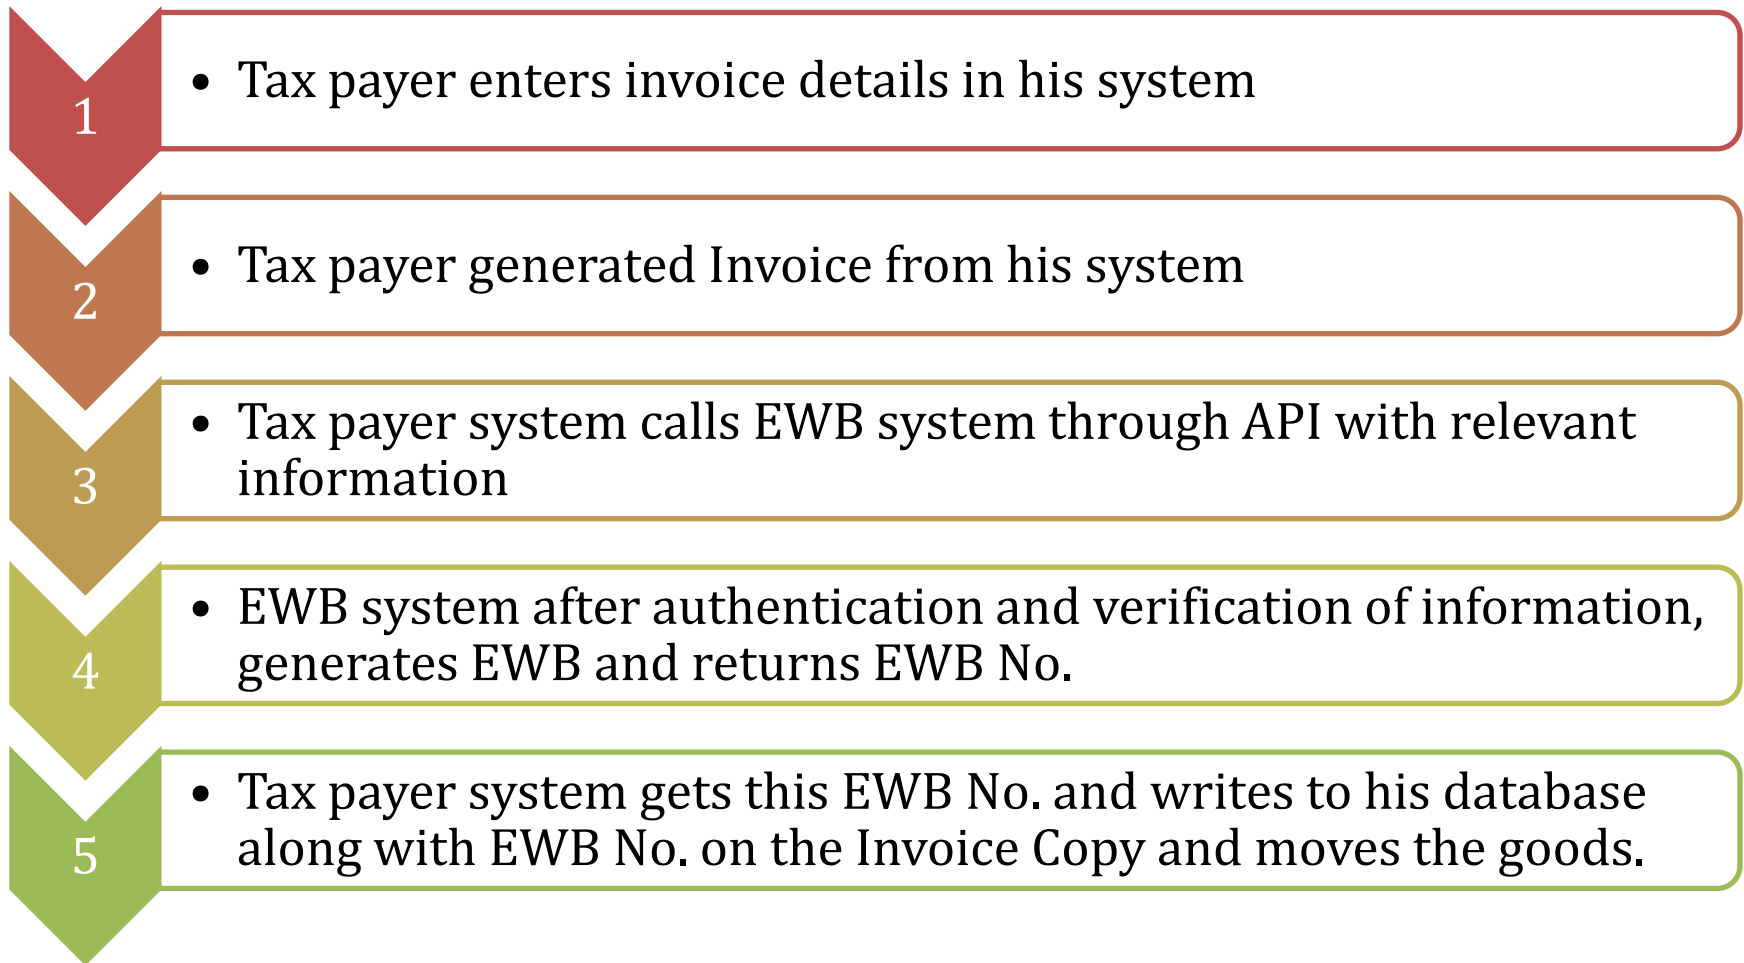 1
• Tax payer enters invoice details in his system
2
• Tax payer generated Invoice from his system
3
• Tax payer system calls EWB system through API with relevant
information
4
• EWB system after authentication and verification of information,
generates EWB and returns EWB No.
5
• Tax payer system gets this EWB No. and writes to his database
along with EWB No. on the Invoice Copy and moves the goods.